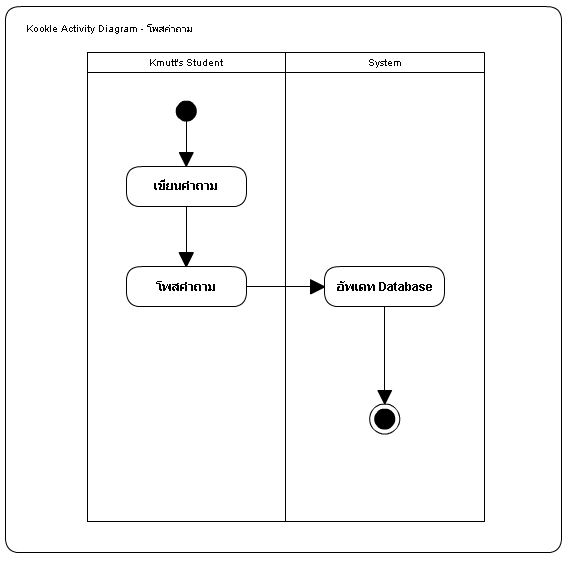 Kookle Activity Diagram - โพสคำถาม
Kmutt's Student
System
เขียนคำถาม
โพสคำถาม
อัพเดท Database